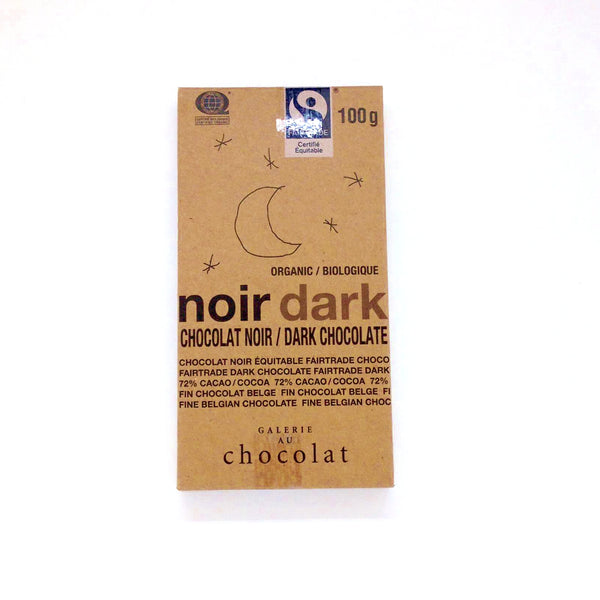 100g
FAIRTRADE
Certifié
Équitable
ORGANIC / BIOLOGIQUE
noir dark
CHOCOLAT NOIR / DARK CHOCOLATE
CHOCOLAT NOIR ÉQUITABLE FAIRTRADE CHOCO
FAIRTRADE DARK CHOCOLATE FAIRTRADE DARK
72% CACAO / COCOA 72% CACAO / COCOA 72%
FIN CHOCOLAT BELGE FIN CHOCOLAT BELGE FI
FINE BELGIAN CHOCOLATE FINE BELGIAN CHOC
GALERIE
AU
chocolat